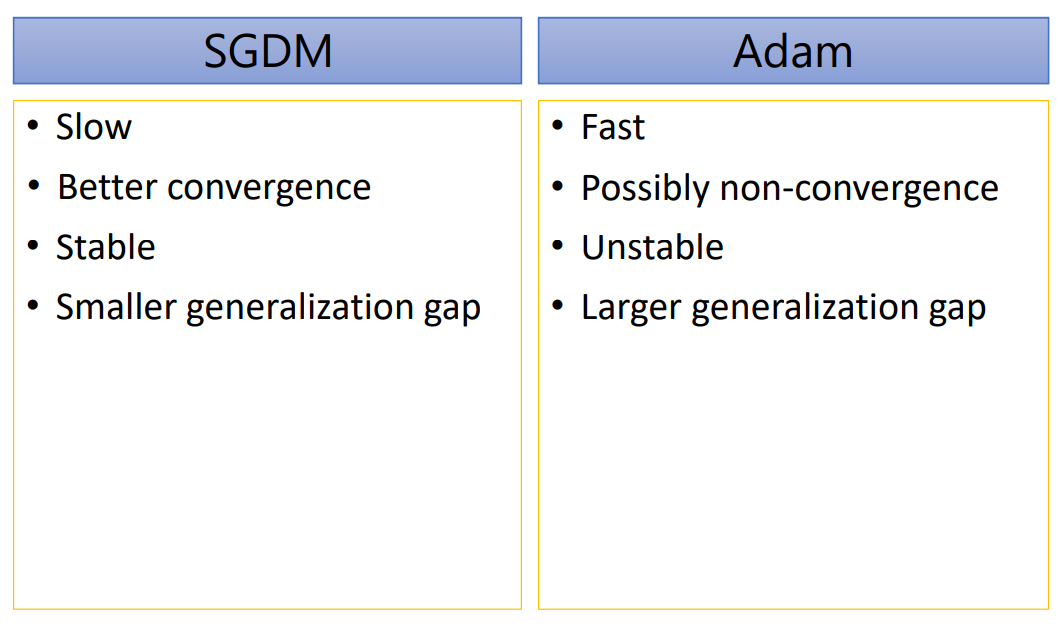 SGDM
• Slow
• Better convergence
• Stable
• Smaller generalization gap
Adam
• Fast
• Possibly non-convergence
• Unstable
• Larger generalization gap